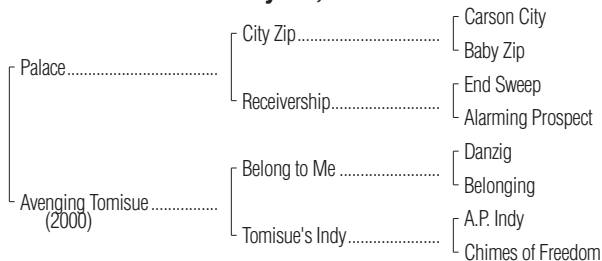 Carson City
City Zip
Baby Zip
Palace
End Sweep
Receivership
Alarming Prospect
Danzig
Belong to Me
Belonging
Avenging Tomisue
(2000)
A.P. Indy
Tomisue's Indy
Chimes of Freedom